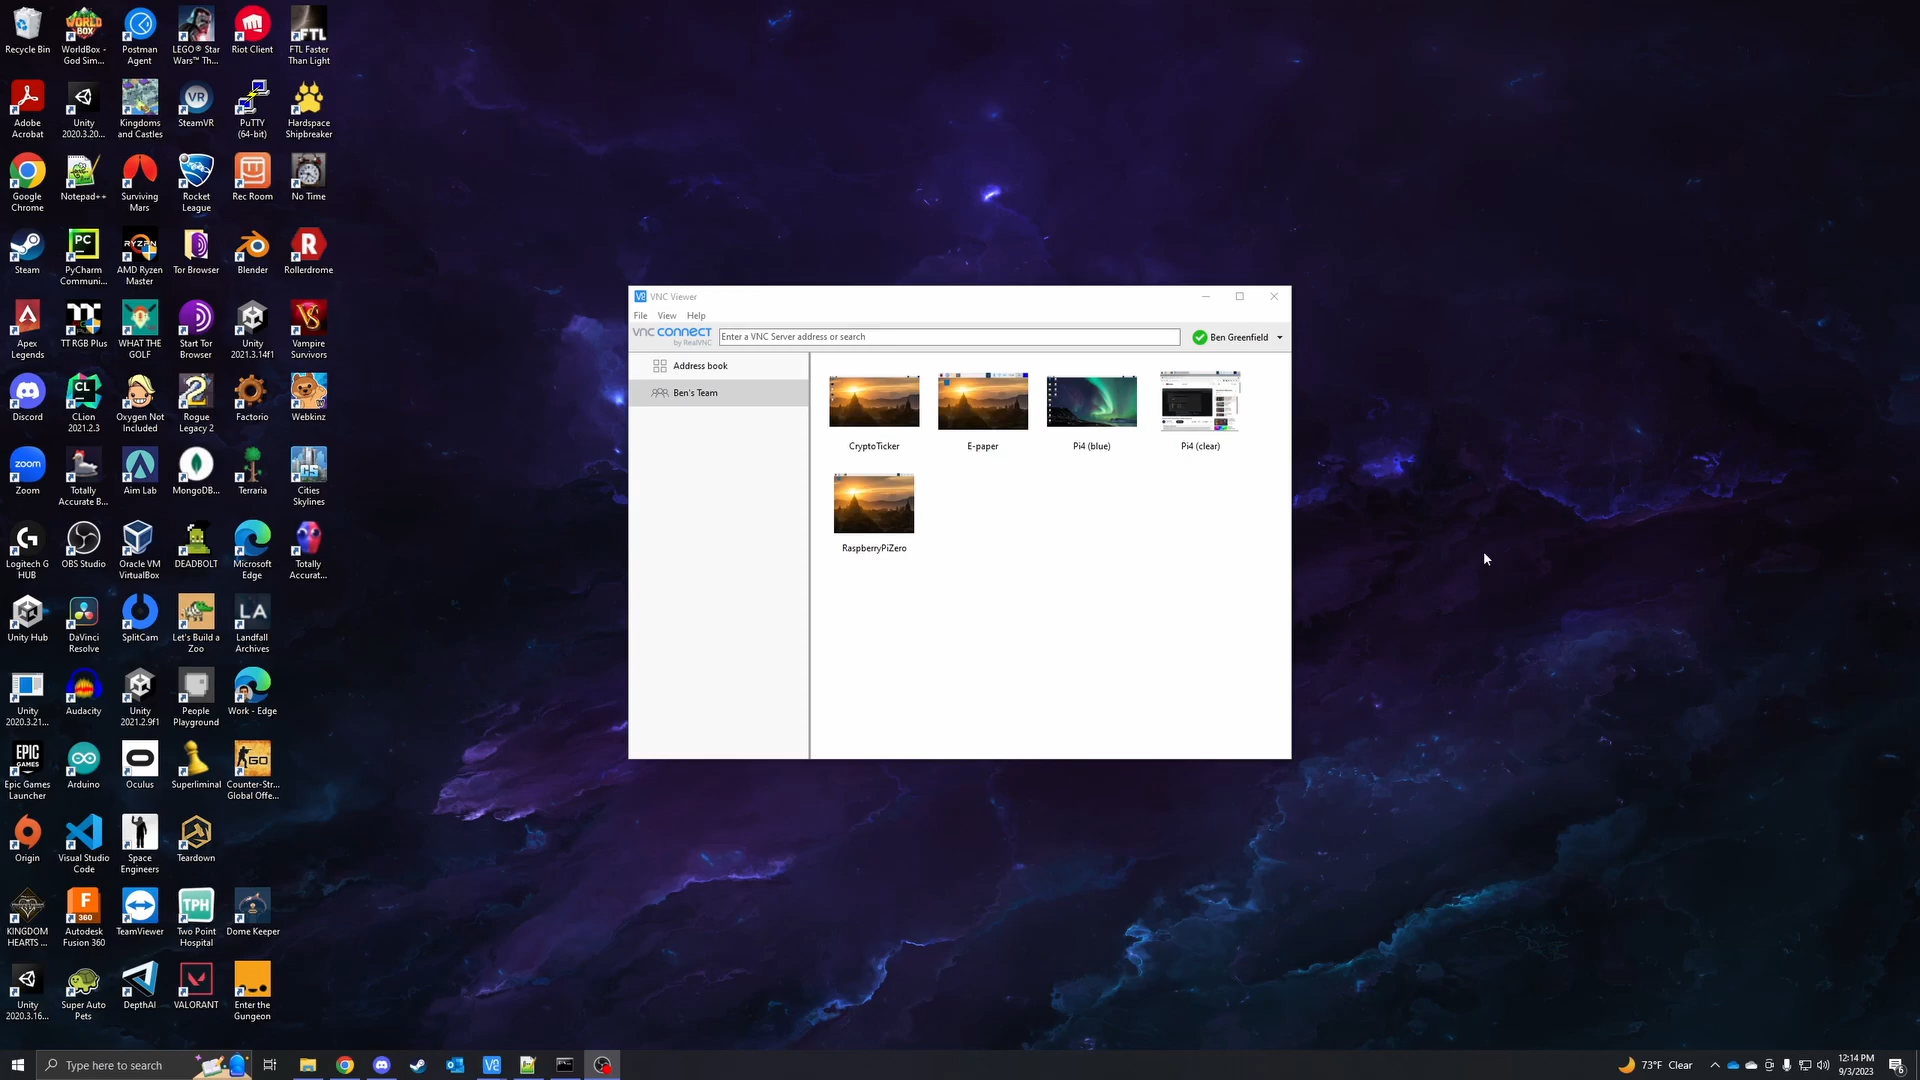 Recycle Bin
WorldBox -
God Sim...
Postman
Agent
LEGO® Star
Wars™ Th...
Riot Client
FTL
FTL Faster
Than Light
Adobe
Acrobat
Unity
2020.3.20...
Kingdoms
and Castles
VR
SteamVR
PuTTY
(64-bit)
Hardspace
Shipbreaker
Google
Chrome
Notepad++
Surviving
Mars
Rocket
League
Rec Room
No Time
Steam
PC
PyCharm
Communi...
RYZEN
AMD Ryzen
Master
Tor Browser
Blender
R
Rollerdrome
Apex
Legends
TT RGB Plus
WHAT THE
GOLF
Start Tor
Browser
Unity
2021.3.14f1
Vampire
Survivors
Discord
CL
CLion
2021.2.3
Oxygen Not
Included
2
Rogue
Legacy 2
Factorio
Webkinz
zoom
Zoom
Totally
Accurate B...
Aim Lab
MongoDB...
Terraria
CS
Cities
Skylines
Logitech G
HUB
OBS Studio
Oracle VM
VirtualBox
DEADBOLT
Microsoft
Edge
Totally
Accurat...
Unity Hub
DaVinci
Resolve
SplitCam
Let's Build a
Zoo
LA
Landfall
Archives
Unity
2020.3.21...
Audacity
Unity
2021.2.9f1
People
Playground
Work - Edge
EPIC
GAMES
Epic Games
Launcher
Arduino
Oculus
Superliminal
GO
Counter-Str...
Global Offe...
Origin
Visual Studio
Code
Space
Engineers
Teardown
KINGDOM
HEARTS ...
F
360
Autodesk
Fusion 360
TeamViewer
TPH
Two Point
Hospital
Dome Keeper
Unity
2020.3.16...
Super Auto
Pets
DepthAI
VALORANT
Enter the
Gungeon
VNC Viewer
File View Help
VNC CONNECT
by RealVNC
Enter a VNC Server address or search
Ben Greenfield
Address book
Ben's Team
CryptoTicker
E-paper
Pi4 (blue)
Pi4 (clear)
RaspberryPiZero
Type here to search
73°F Clear
12:14 PM
9/3/2023
6